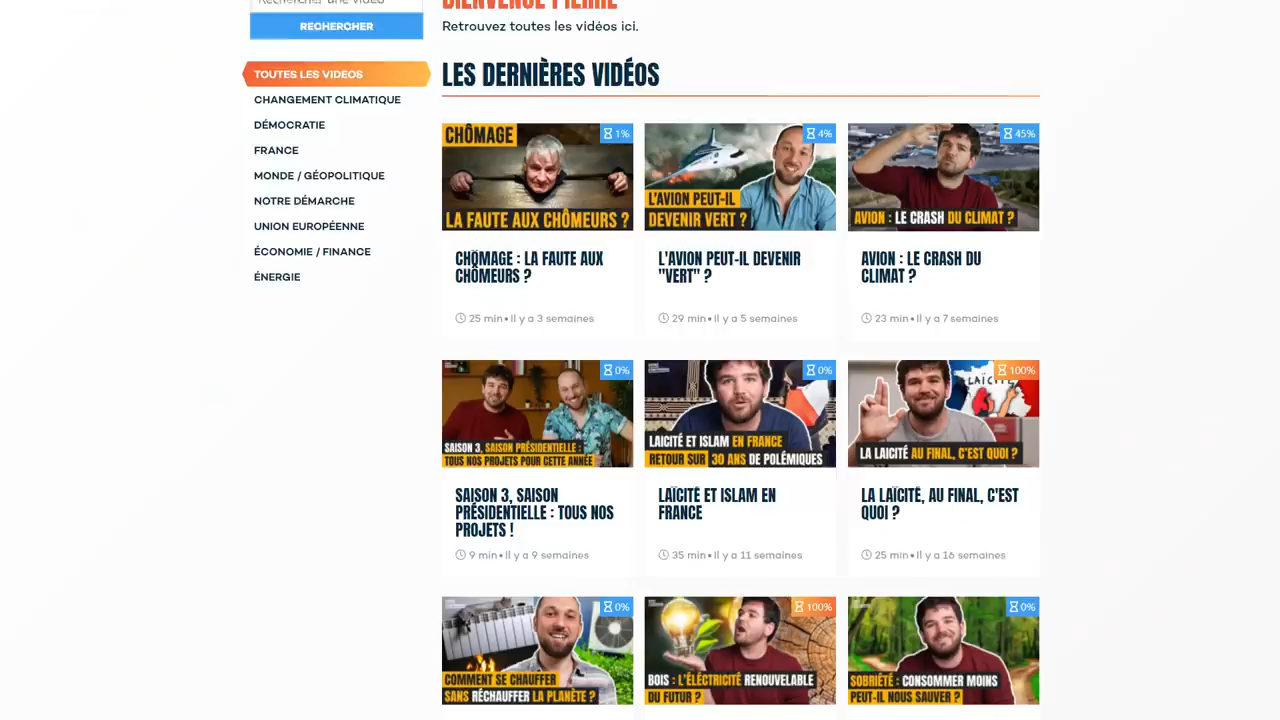 Rechercher une vidéo
RECHERCHER
BIENVENUE PIERRE
Retrouvez toutes les vidéos ici.
LES DERNIÈRES VIDÉOS
TOUTES LES VIDEOS
CHANGEMENT CLIMATIQUE
DÉMOCRATIE
FRANCE
MONDE / GÉOPOLITIQUE
NOTRE DÉMARCHE
UNION EUROPÉENNE
ÉCONOMIE / FINANCE
ÉNERGIE
CHÔMAGE
1%
LA FAUTE AUX CHÔMEURS ?
CHÔMAGE : LA FAUTE AUX
CHÔMEURS ?
25 min • Il y a 3 semaines
4%
L'AVION PEUT-IL
DEVENIR VERT ?
L'AVION PEUT-IL DEVENIR
"VERT" ?
29 min • Il y a 5 semaines
45%
AVION : LE CRASH DU CLIMAT ?
AVION : LE CRASH DU
CLIMAT ?
23 min • Il y a 7 semaines
0%
SAISON 3, SAISON PRÉSIDENTIELLE :
TOUS NOS PROJETS POUR CETTE ANNÉE
SAISON 3, SAISON
PRÉSIDENTIELLE : TOUS NOS
PROJETS !
9 min • Il y a 9 semaines
0%
LAICITÉ ET ISLAM EN FRANCE
RETOUR SUR 30 ANS DE POLÉMIQUES
LAÏCITÉ ET ISLAM EN
FRANCE
35 min • Il y a 11 semaines
100%
LAÏCITÉ
LA LAICITÉ AU FINAL, C'EST QUOI ?
LA LAÏCITÉ, AU FINAL, C'EST
QUOI ?
25 min • Il y a 16 semaines
0%
COMMENT SE CHAUFFER
SANS RÉCHAUFFER LA PLANÈTE ?
100%
BOIS : L'ÉLECTRICITÉ RENOUVELABLE
DU FUTUR ?
0%
SOBRIÉTÉ : CONSOMMER MOINS
PEUT-IL NOUS SAUVER ?